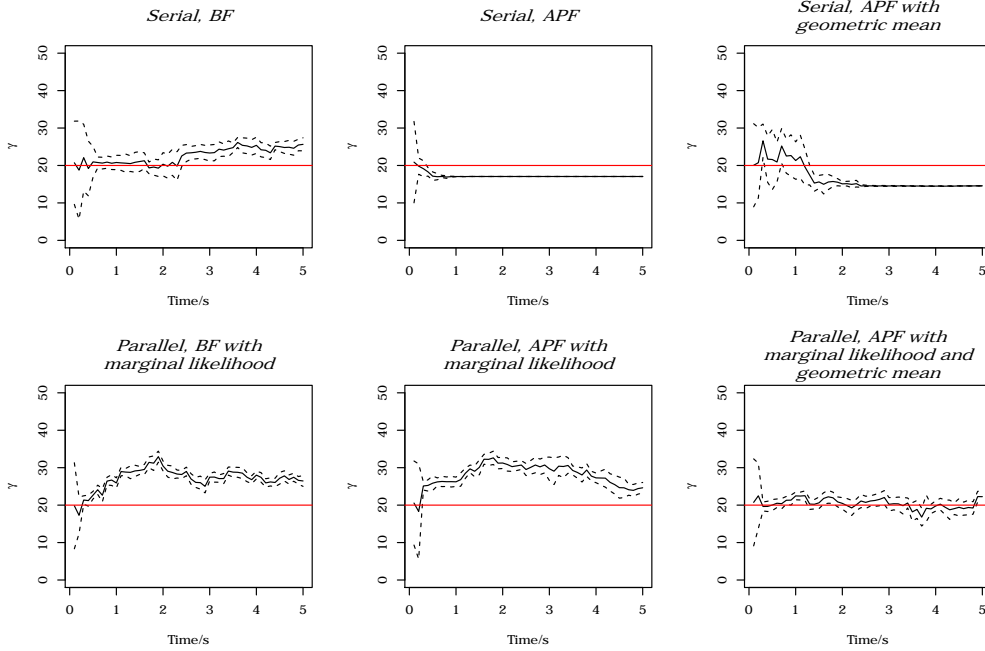 Serial, BF
γ
50
40
30
20
10
0
0 1 2 3 4 5
Time/s
Serial, APF
γ
50
40
30
20
10
0
0 1 2 3 4 5
Time/s
Serial, APF with
geometric mean
γ
50
40
30
20
10
0
0 1 2 3 4 5
Time/s
Parallel, BF with
marginal likelihood
γ
50
40
30
20
10
0
0 1 2 3 4 5
Time/s
Parallel, APF with
marginal likelihood
γ
50
40
30
20
10
0
0 1 2 3 4 5
Time/s
Parallel, APF with
marginal likelihood and
geometric mean
γ
50
40
30
20
10
0
0 1 2 3 4 5
Time/s